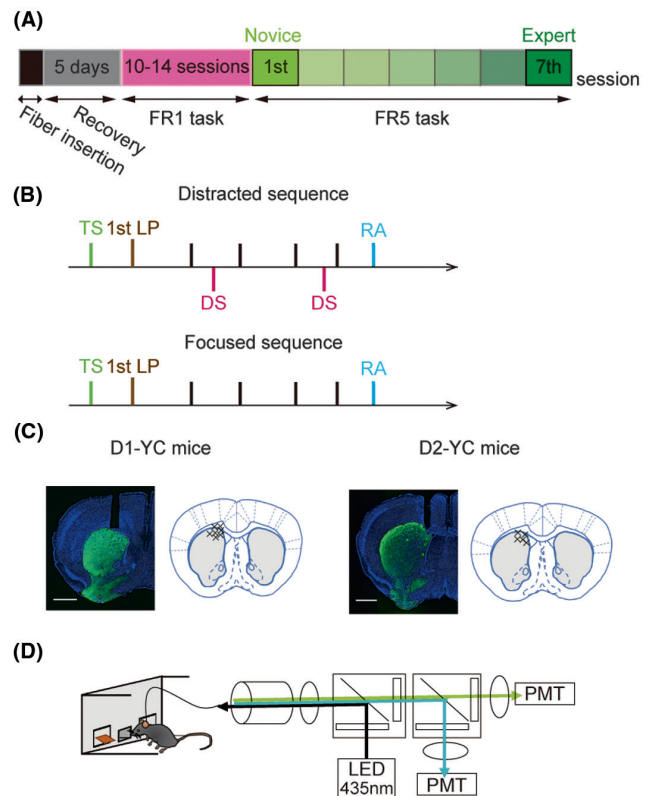 (A)
Novice
Expert
5 days
10-14 sessions
1st
7th
session
Fiber insertion
Recovery
FR1 task
FR5 task
(B)
Distracted sequence
TS 1st LP
RA
DS
DS
Focused sequence
TS 1st LP
RA
(C)
D1-YC mice
D2-YC mice
(D)
PMT
LED
435nm
PMT